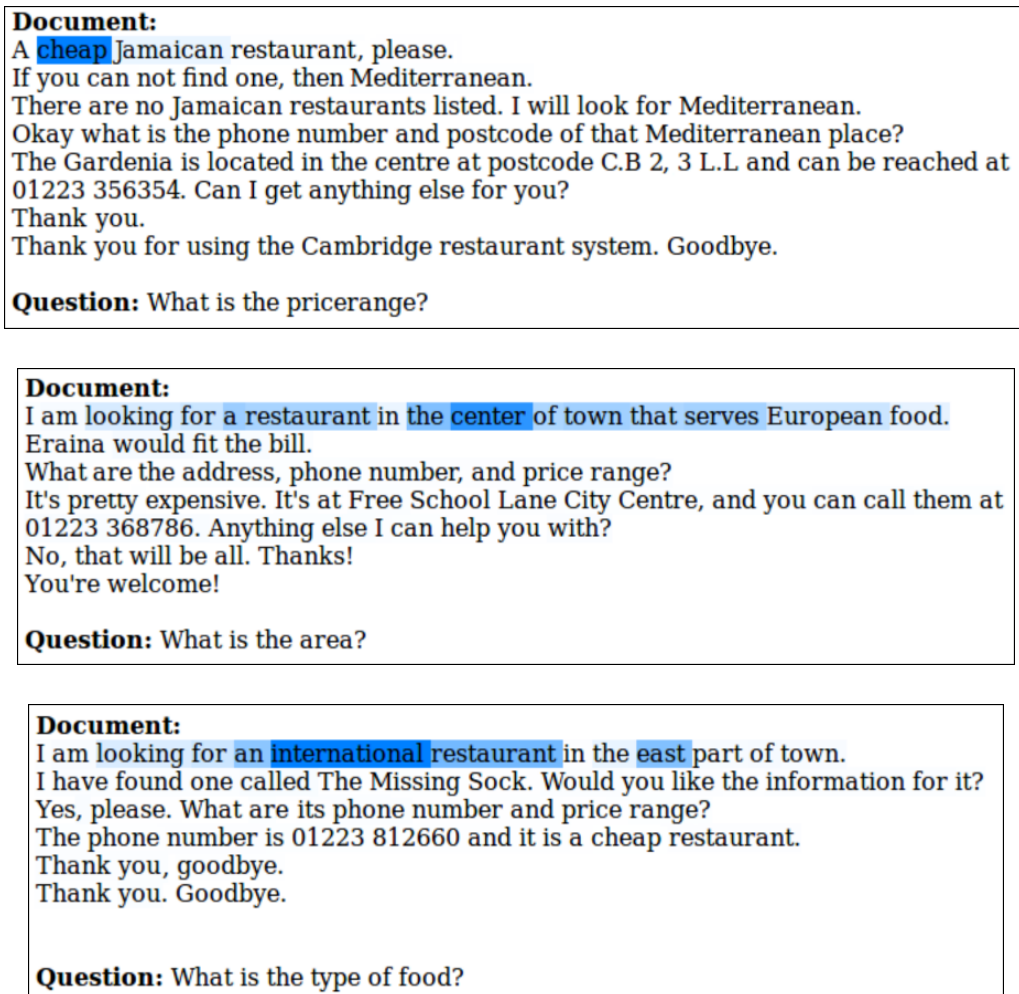 Document:
A cheap Jamaican restaurant, please.
If you can not find one, then Mediterranean.
There are no Jamaican restaurants listed. I will look for Mediterranean.
Okay what is the phone number and postcode of that Mediterranean place?
The Gardenia is located in the centre at postcode C.B 2, 3 L.L and can be reached at
01223 356354. Can I get anything else for you?
Thank you.
Thank you for using the Cambridge restaurant system. Goodbye.
Question: What is the pricerange?
Document:
I am looking for a restaurant in the center of town that serves European food.
Eraina would fit the bill.
What are the address, phone number, and price range?
It's pretty expensive. It's at Free School Lane City Centre, and you can call them at
01223 368786. Anything else I can help you with?
No, that will be all. Thanks!
You're welcome!
Question: What is the area?
Document:
I am looking for an international restaurant in the east part of town.
I have found one called The Missing Sock. Would you like the information for it?
Yes, please. What are its phone number and price range?
The phone number is 01223 812660 and it is a cheap restaurant.
Thank you, goodbye.
Thank you. Goodbye.
Question: What is the type of food?